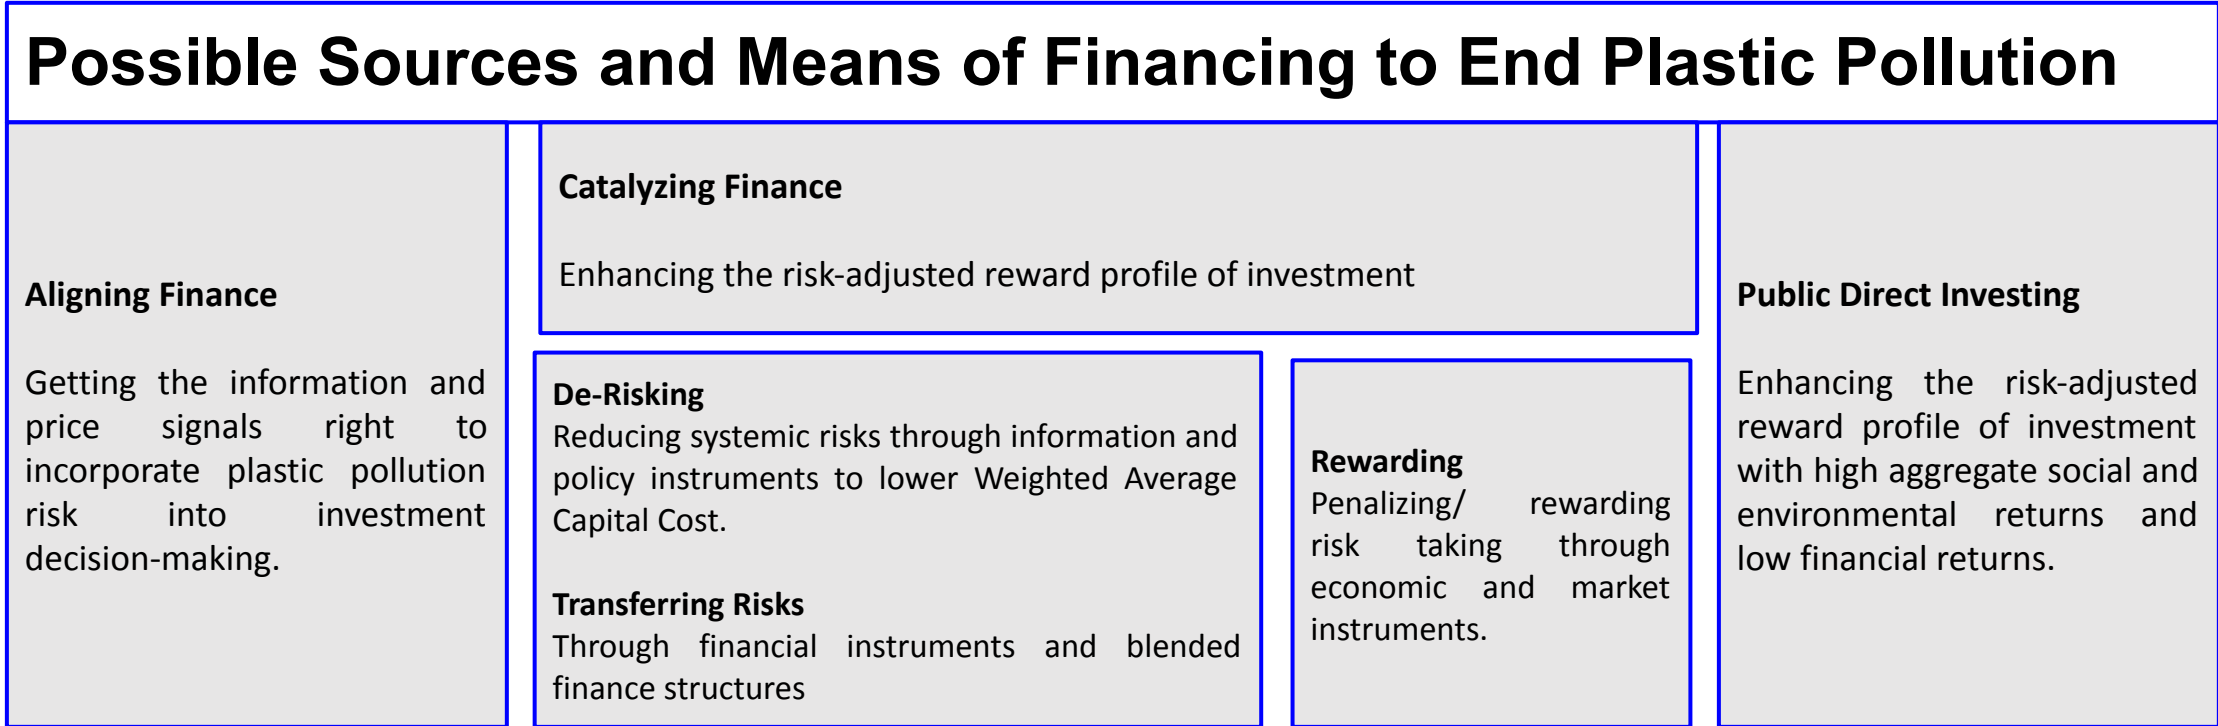 Possible Sources and Means of Financing to End Plastic Pollution
Aligning Finance
Getting the information and
price signals right to
incorporate plastic pollution
risk into investment
decision-making.
Catalyzing Finance
Enhancing the risk-adjusted reward profile of investment
De-Risking
Reducing systemic risks through information and
policy instruments to lower Weighted Average
Capital Cost.
Transferring Risks
Through financial instruments and blended
finance structures
Rewarding
Penalizing/ rewarding
risk taking through
economic and market
instruments.
Public Direct Investing
Enhancing the risk-adjusted
reward profile of investment
with high aggregate social and
environmental returns and
low financial returns.